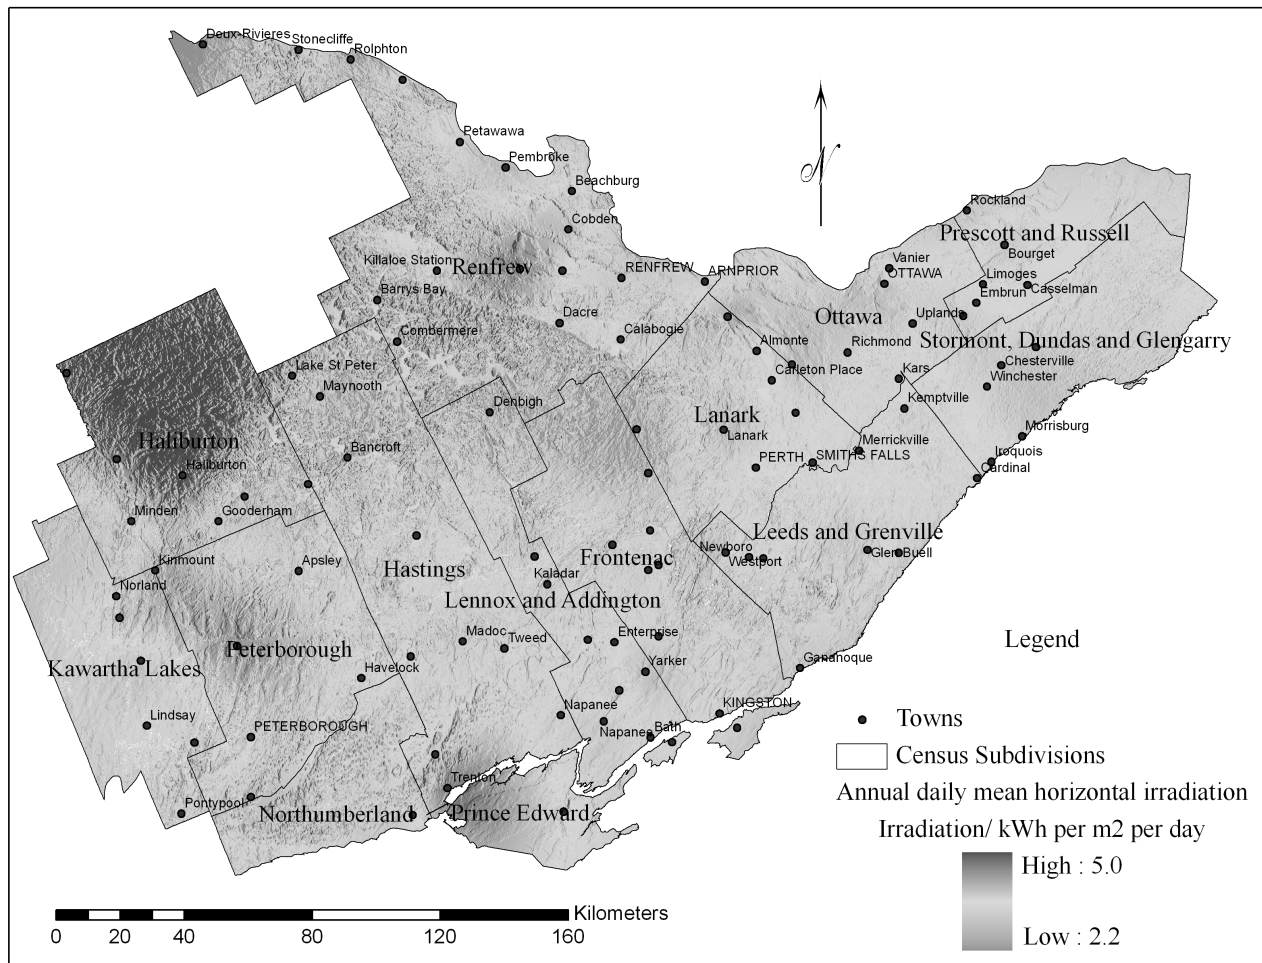 Deux-Rivieres
Stonecliffe
Rolphton
Petawawa
Pembroke
Beachburg
Cobden
Killaloe Station
Renfrew
RENFREW
ARNPRIOR
Barrys Bay
Dacre
Combermere
Calabogie
N
Rockland
Prescott and Russell
Bourget
Vanier
OTTAWA
Limoges
Casselman
Embrun
Ottawa
Uplands
Stormont, Dundas and Glengarry
Almonte
Richmond
Chesterville
Carleton Place
Kars
Winchester
Lake St Peter
Maynooth
Denbigh
Kemptville
Lanark
Lanark
Morrisburg
Haliburton
Haliburton
Bancroft
Merrickville
PERTH
SMITHS FALLS
Iroquois
Cardinal
Minden
Gooderham
Leeds and Grenville
Newboro
Westport
Glen Buell
Kinmount
Apsley
Hastings
Kaladar
Frontenac
Norland
Lennox and Addington
Madoc
Tweed
Enterprise
Legend
Peterborough
Kawartha Lakes
Havelock
Yarker
Gananoque
Lindsay
PETERBOROUGH
Napanee
Napanee
Bath
KINGSTON
Towns
Census Subdivisions
Trenton
Pontypool
Northumberland
Prince Edward
Annual daily mean horizontal irradiation
Irradiation/ kWh per m2 per day
High : 5.0
Low : 2.2
Kilometers
0 20 40 80 120 160